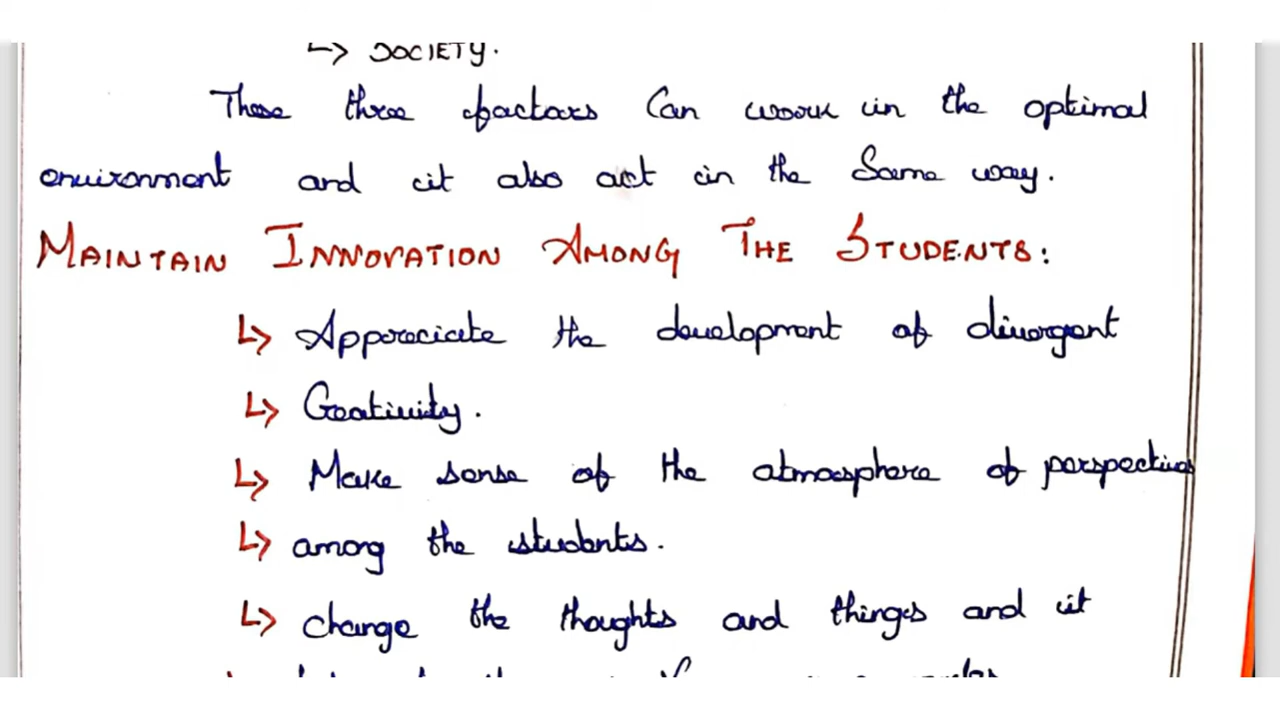 ↳ SOCIETY.
These three factors Can work in the optimal
environment and it also act in the Same way.
MAINTAIN INNOVATION AMONG THE STUDENTS:
↳ Appreciate the development of divergent
↳ Creativity.
↳ Make sense of the atmosphere of perspectives
↳ among the students.
↳ change the thoughts and things and it